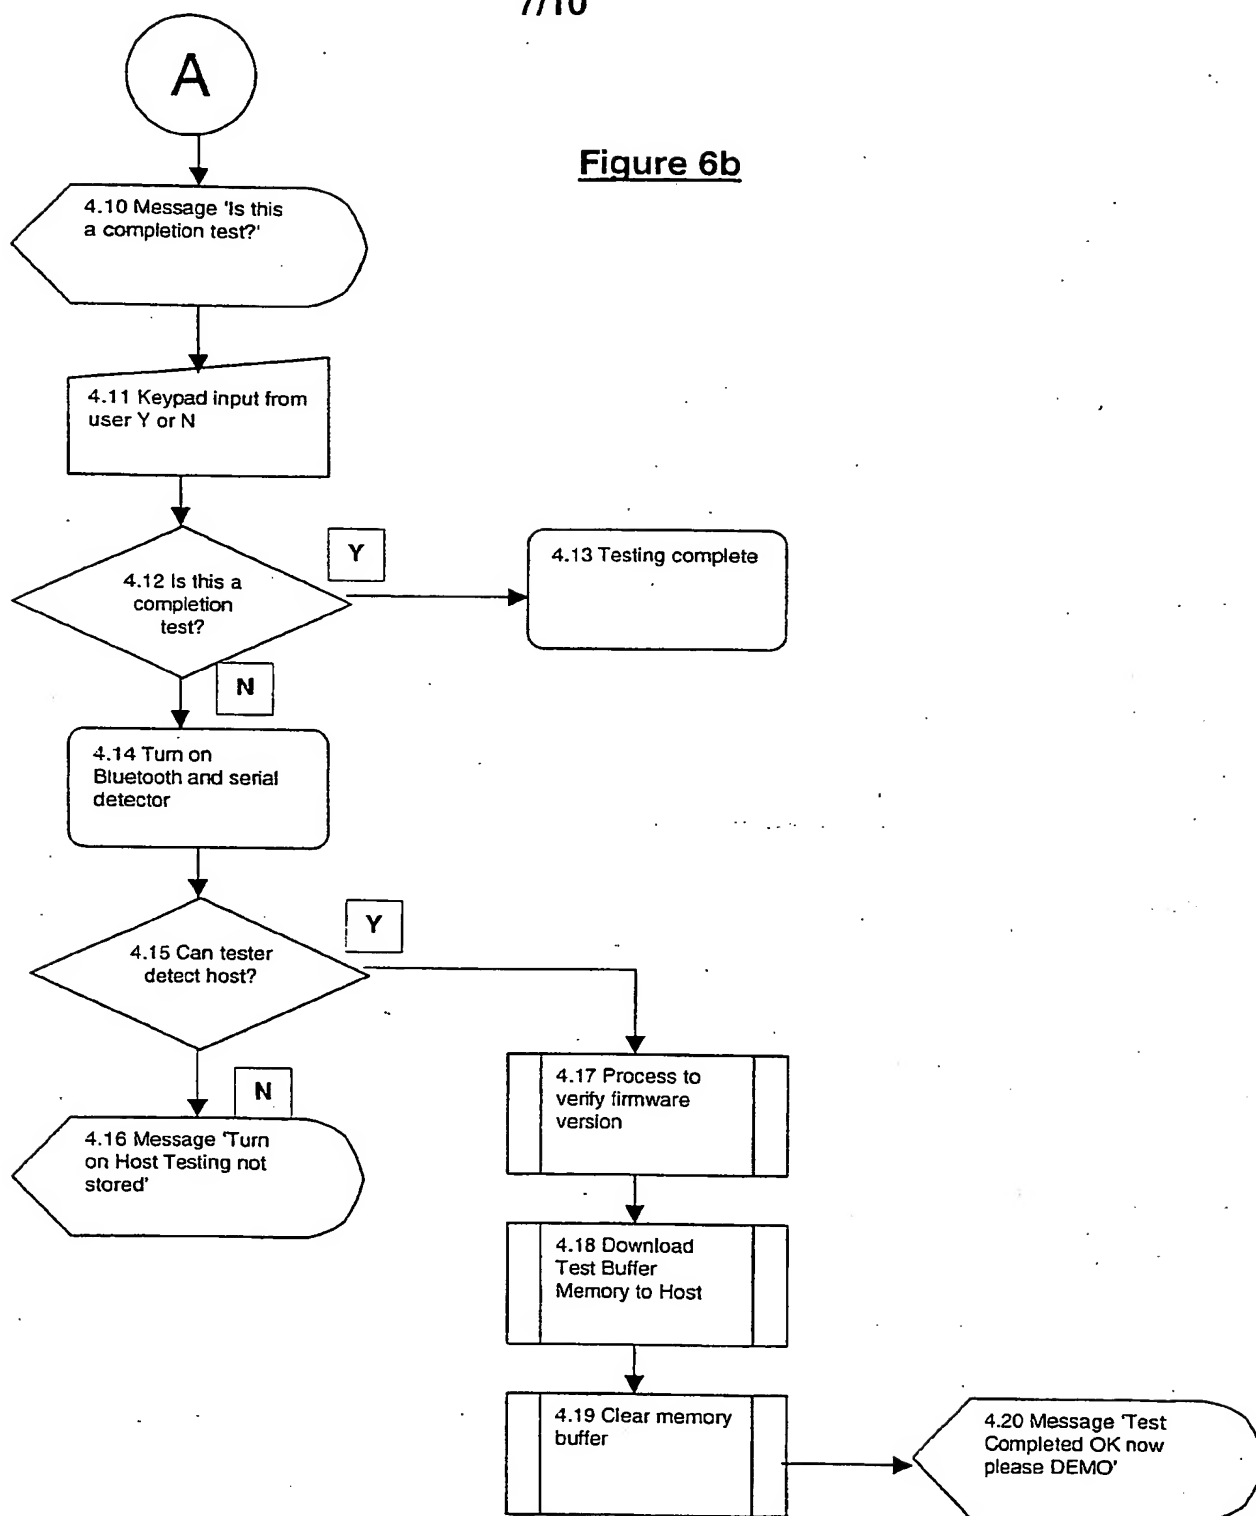 7/10
A
Figure 6b
4.10 Message 'Is this
a completion test?'
4.11 Keypad input from
user Y or N
Y
4.12 Is this a
completion
test?
4.13 Testing complete
N
4.14 Turn on
Bluetooth and serial
detector
Y
4.15 Can tester
detect host?
N
4.16 Message 'Turn
on Host Testing not
stored'
4.17 Process to
verify firmware
version
4.18 Download
Test Buffer
Memory to Host
4.19 Clear memory
buffer
4.20 Message 'Test
Completed OK now
please DEMO'